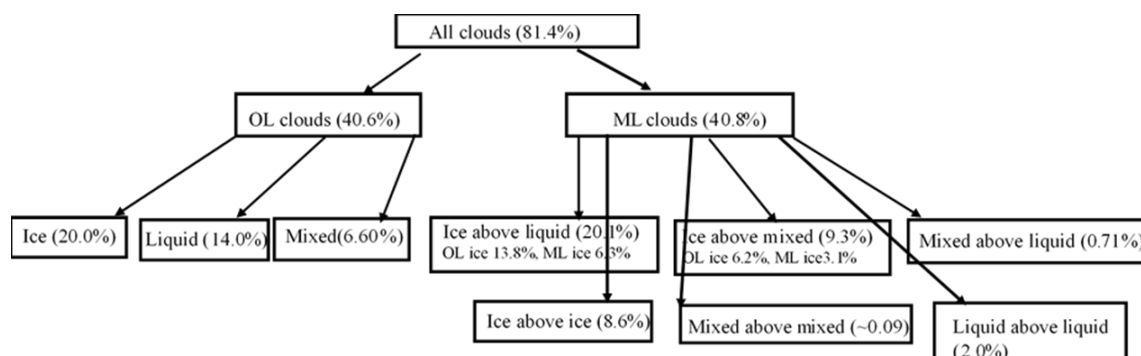 All clouds (81.4%)
OL clouds (40.6%)
ML clouds (40.8%)
Ice (20.0%)
Liquid (14.0%)
Mixed(6.60%)
Ice above liquid (20.1%)
OL ice 13.8%, ML ice 6.3%
Ice above mixed (9.3%)
OL ice 6.2%, ML ice3.1%
Mixed above liquid (0.71%)
Ice above ice (8.6%)
Mixed above mixed (~0.09)
Liquid above liquid
(2.0%)